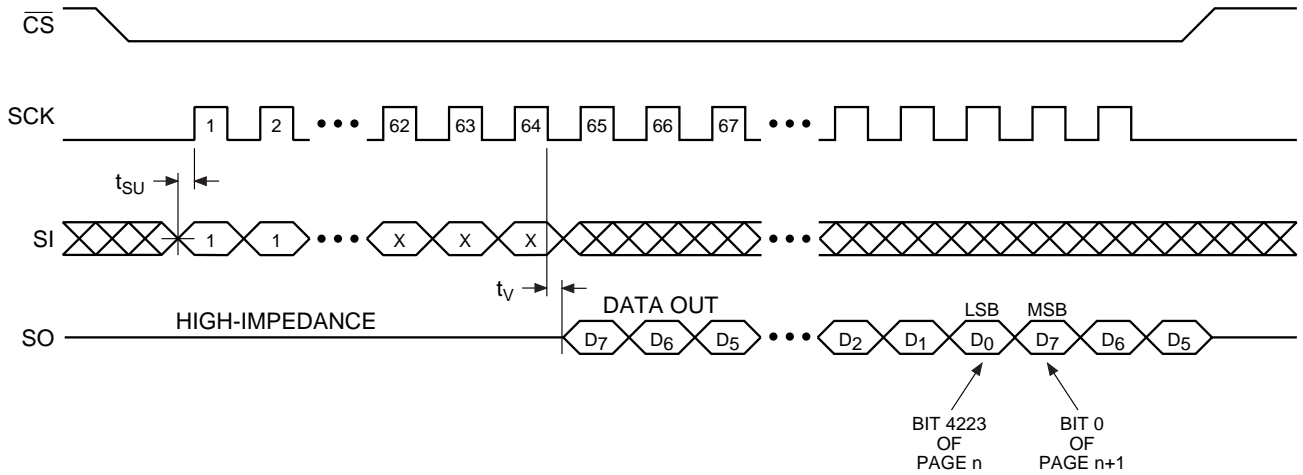 CS
SCK 1 2 ••• 62 63 64 65 66 67 •••
tSU
SI 1 1 ••• X X X •••
tV
HIGH-IMPEDANCE DATA OUT LSB MSB
SO D7 D6 D5 ••• D2 D1 D0 D7 D6 D5
BIT 4223
OF
PAGE n
BIT 0
OF
PAGE n+1